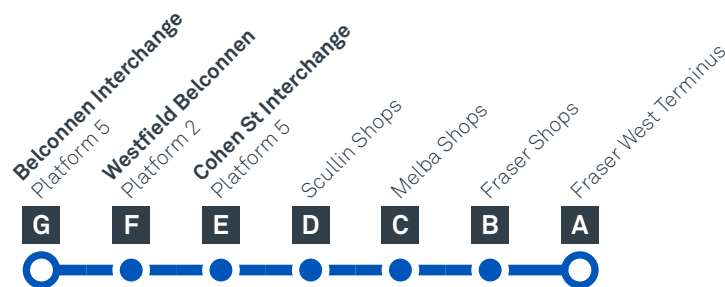 Belconnen Interchange
Platform 5
Westfield Belconnen
Platform 2
Cohen St Interchange
Platform 5
Scullin Shops
Melba Shops
Fraser Shops
Fraser West Terminus
G F E D C B A